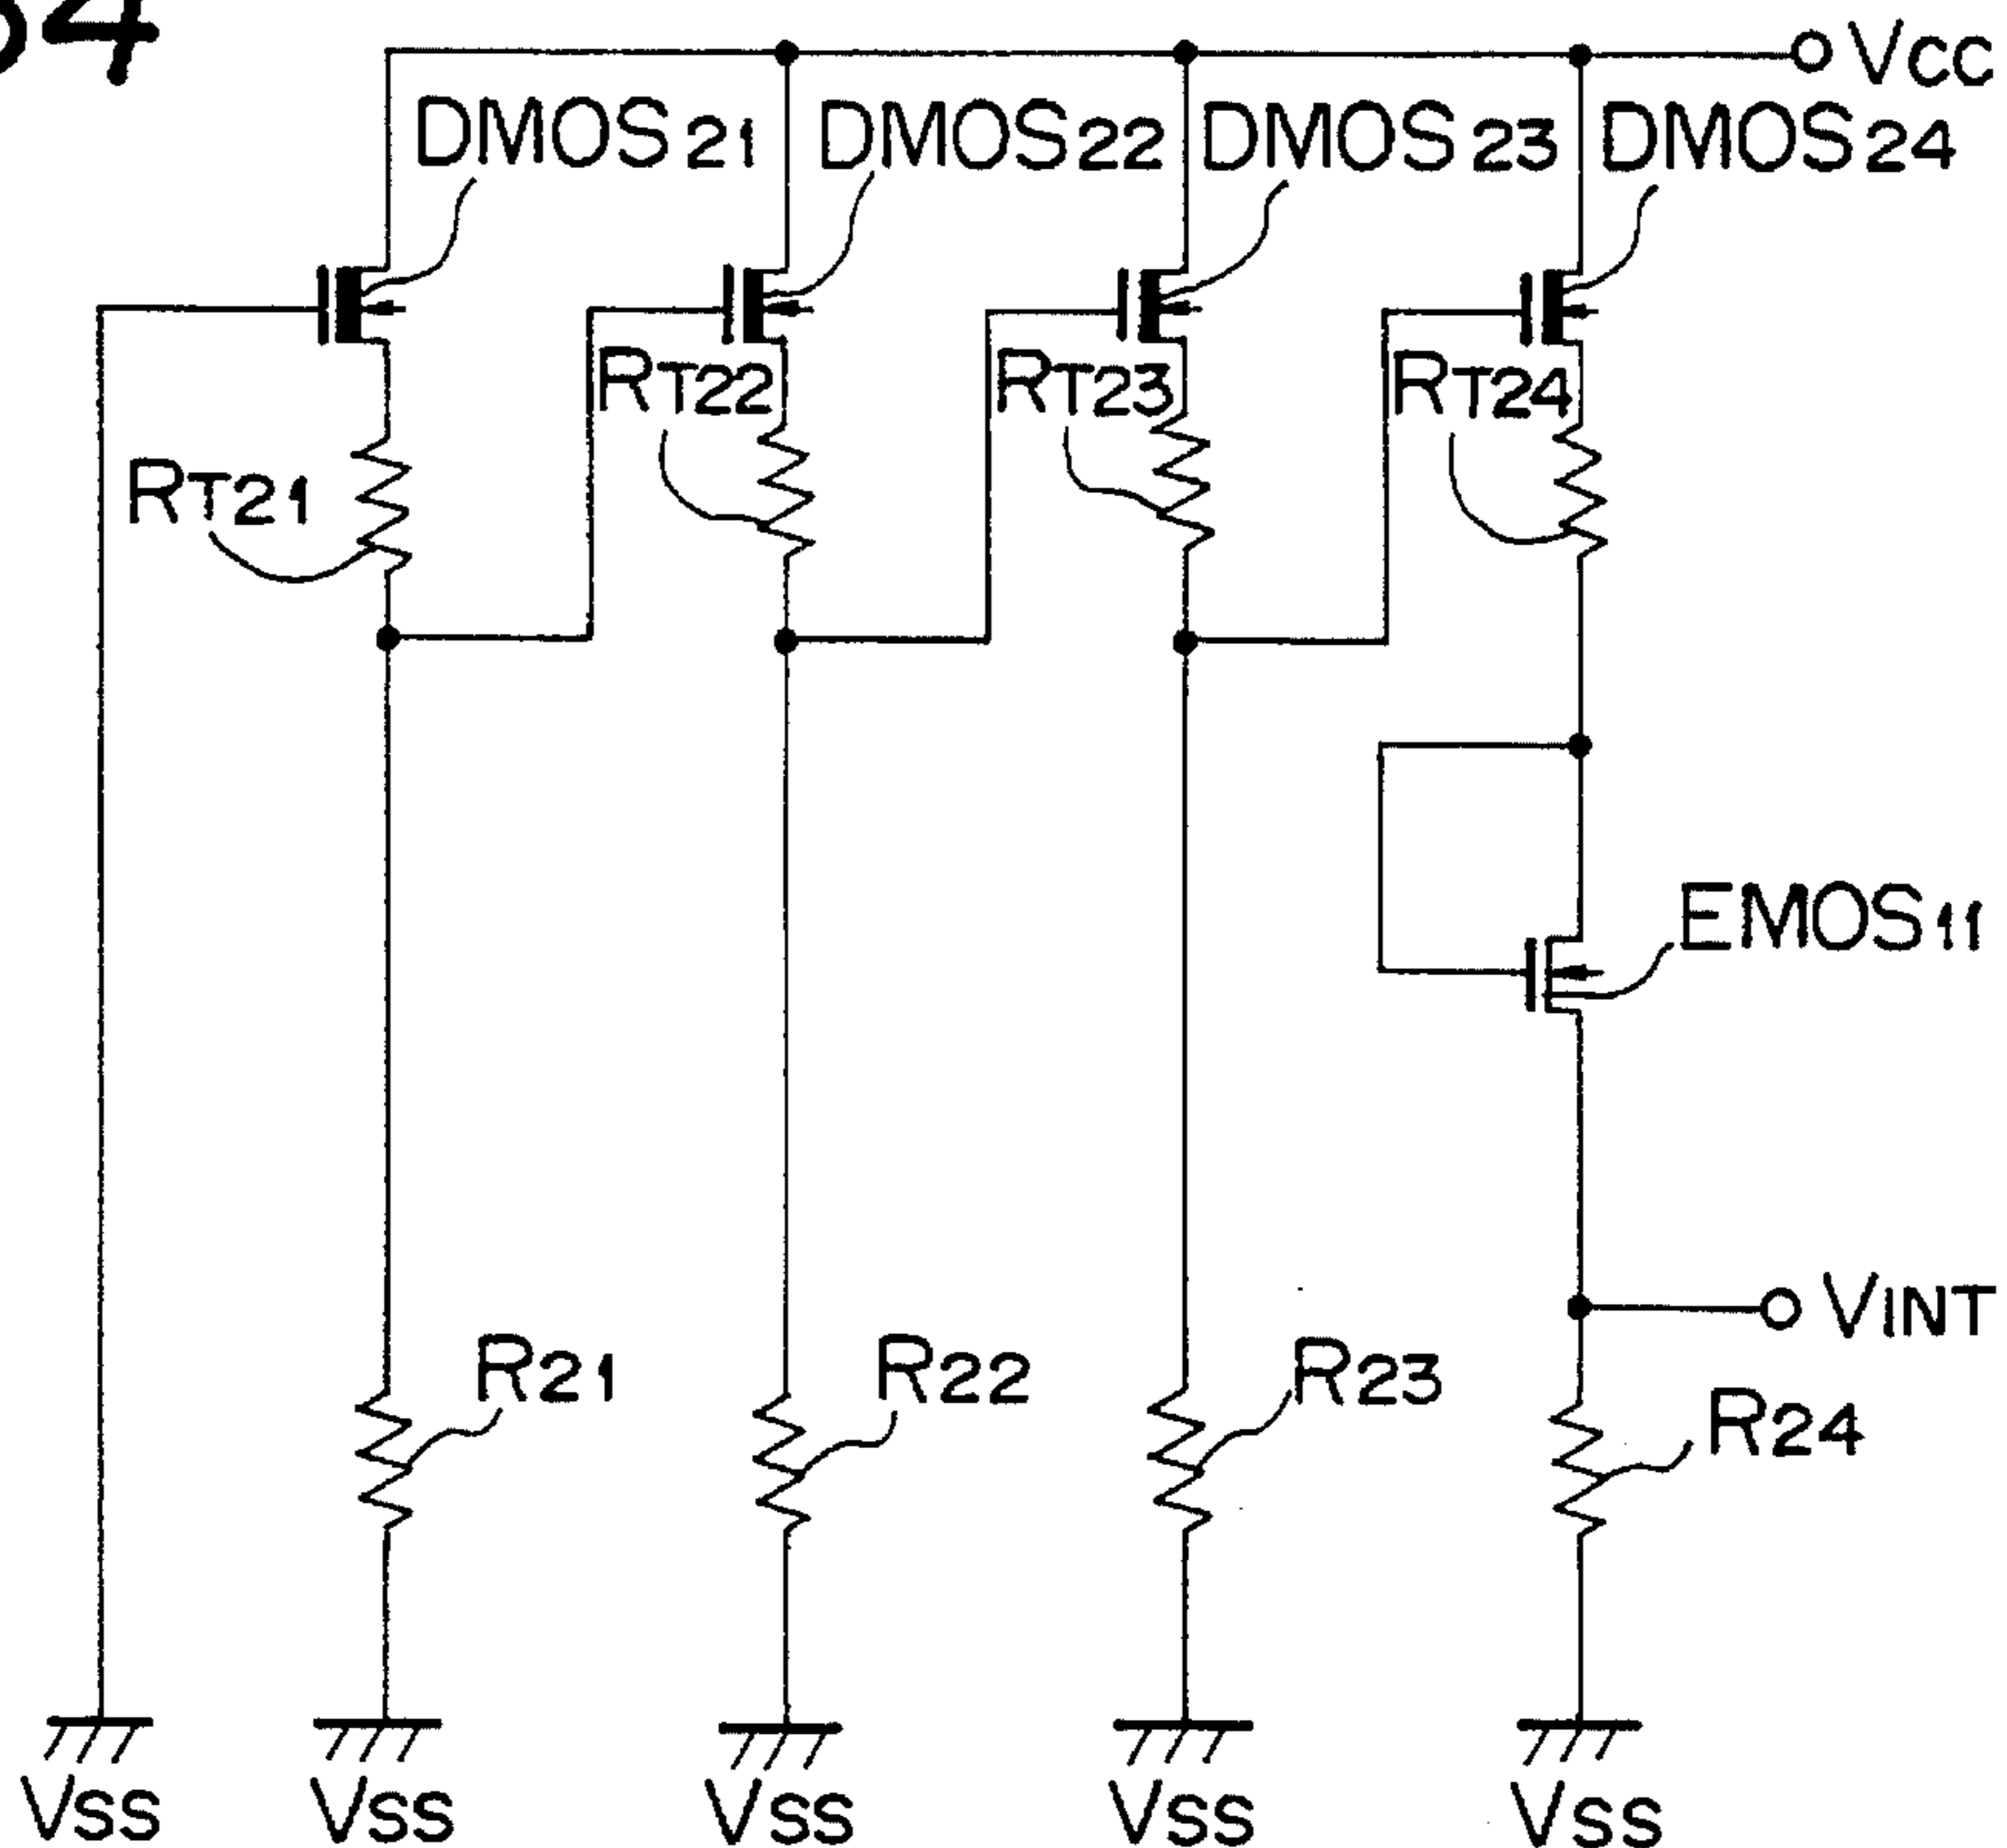 34
VCC
DMOS21 DMOS22 DMOS23 DMOS24
RT22 RT23 RT24
RT21
EMOS11
VINT
R21 R22 R23 R24
VSS VSS VSS VSS VSS